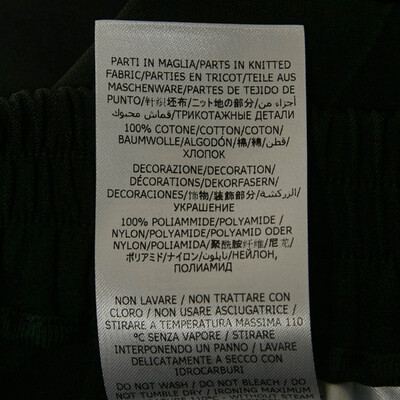 PARTI IN MAGLIA/PARTS IN KNITTED
FABRIC/PARTIES EN TRICOT/TEILE AUS
MASCHENWARE/PARTES DE TEJIDO DE
PUNTO/针织坯布/ニット地の部分/أجزاء من
قماش محبوك/ТРИКОТАЖНЫЕ ДЕТАЛИ
100% COTONE/COTTON/COTON/
BAUMWOLLE/ALGODÓN/棉/綿/قطن/
ХЛОПОК
DECORAZIONE/DECORATION/
DÉCORATIONS/DEKORFASERN/
DECORACIONES/饰物/装飾部分/الزركشة/
УКРАШЕНИЕ
100% POLIAMMIDE/POLYAMIDE/
NYLON/POLYAMIDE/POLYAMID ODER
NYLON/POLIAMIDA/聚酰胺纤维/尼龙/
ポリアミド/ナイロン/نايلون/НЕЙЛОН,
ПОЛИАМИД
NON LAVARE / NON TRATTARE CON
CLORO / NON USARE ASCIUGATRICE /
STIRARE A TEMPERATURA MASSIMA 110
°C SENZA VAPORE / STIRARE
INTERPONENDO UN PANNO / LAVARE
DELICATAMENTE A SECCO CON
IDROCARBURI
DO NOT WASH / DO NOT BLEACH / DO
NOT TUMBLE DRY / IRONING MAXIMUM